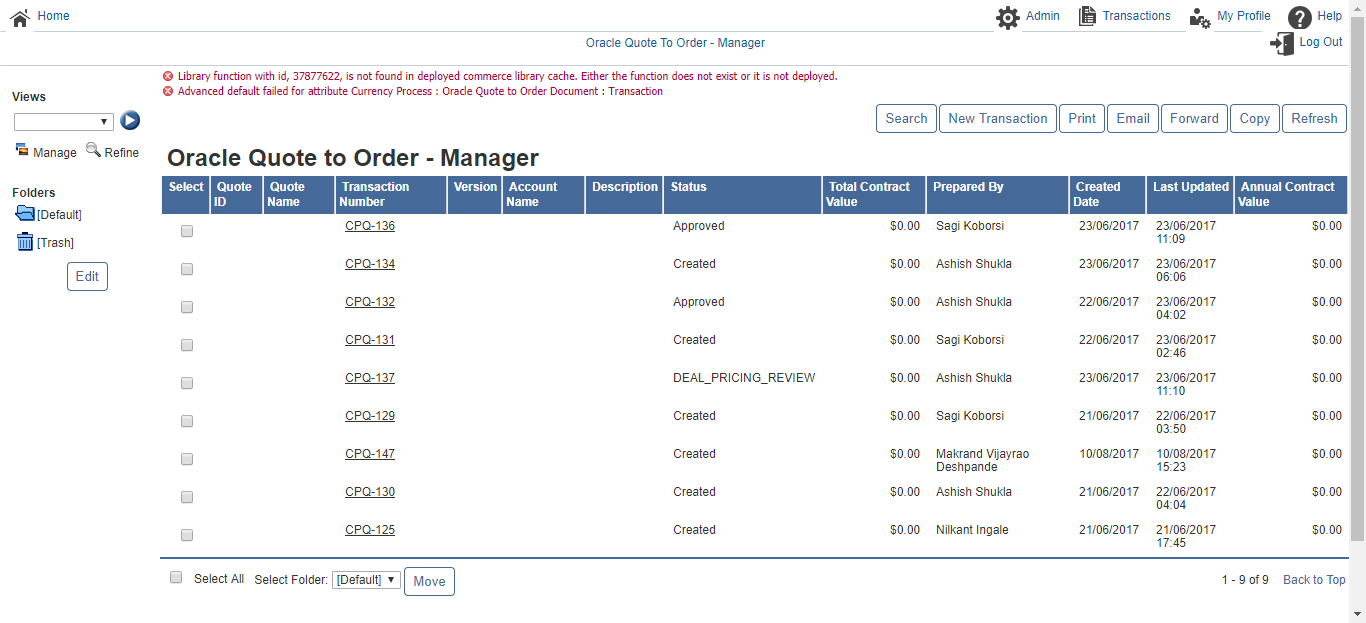 Home
Admin
Transactions
My Profile
Help
Oracle Quote To Order - Manager
Log Out
Library function with id, 37877622, is not found in deployed commerce library cache. Either the function does not exist or it is not deployed.
Advanced default failed for attribute Currency Process : Oracle Quote to Order Document : Transaction
Views
Manage Refine
Folders
[Default]
[Trash]
Edit
Search New Transaction Print Email Forward Copy Refresh
Oracle Quote to Order - Manager
Select Quote ID Quote Name Transaction Number Version Account Name Description Status Total Contract Value Prepared By Created Date Last Updated Annual Contract Value
CPQ-136 Approved $0.00 Sagi Koborsi 23/06/2017 23/06/2017 $0.00
11:09
CPQ-134 Created $0.00 Ashish Shukla 23/06/2017 23/06/2017 $0.00
06:06
CPQ-132 Approved $0.00 Ashish Shukla 22/06/2017 23/06/2017 $0.00
04:02
CPQ-131 Created $0.00 Sagi Koborsi 22/06/2017 23/06/2017 $0.00
02:46
CPQ-137 DEAL_PRICING_REVIEW $0.00 Ashish Shukla 23/06/2017 23/06/2017 $0.00
11:10
CPQ-129 Created $0.00 Sagi Koborsi 21/06/2017 22/06/2017 $0.00
03:50
CPQ-147 Created $0.00 Makrand Vijayrao 10/08/2017 10/08/2017 $0.00
Deshpande 15:23
CPQ-130 Created $0.00 Ashish Shukla 21/06/2017 22/06/2017 $0.00
04:04
CPQ-125 Created $0.00 Nilkant Ingale 21/06/2017 21/06/2017 $0.00
17:45
Select All Select Folder: [Default] Move 1 - 9 of 9 Back to Top